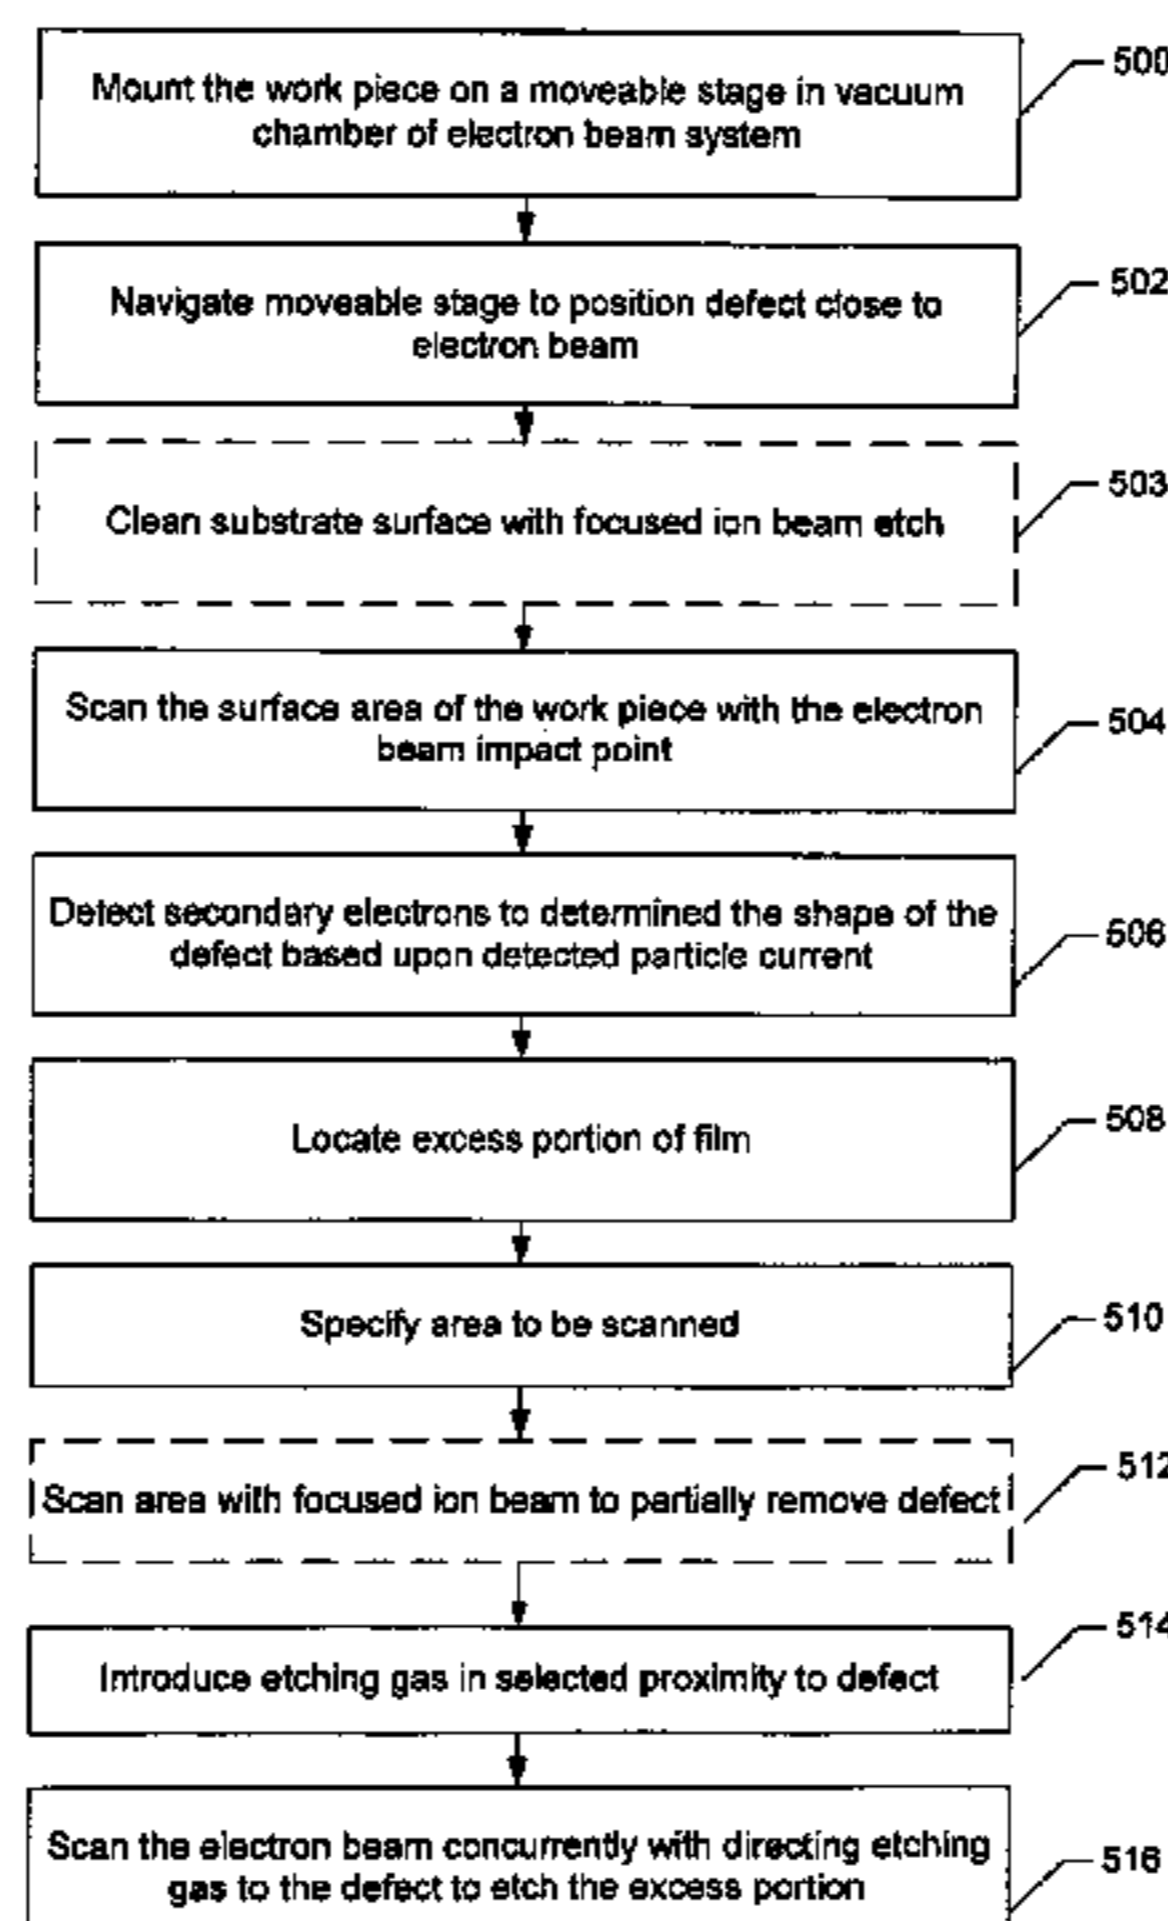 Mount the work piece on a moveable stage in vacuum
chamber of electron beam system
500
Navigate moveable stage to position defect close to
electron beam
502
Clean substrate surface with focused ion beam etch
503
Scan the surface area of the work piece with the electron
beam impact point
504
Defect secondary electrons to determined the shape of the
defect based upon detected particle current
506
Locate excess portion of film
508
Specify area to be scanned
510
Scan area with focused ion beam to partially remove defect
512
Introduce etching gas in selected proximity to defect
514
Scan the electron beam concurrently with directing etching
gas to the defect to etch the excess portion
516